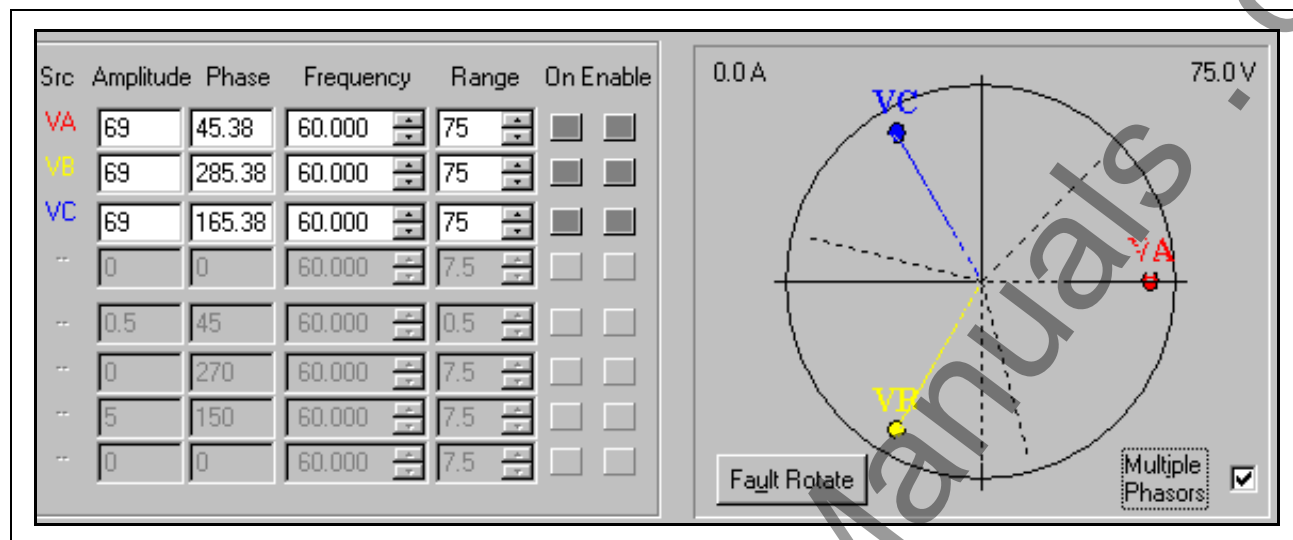 Src Amplitude Phase Frequency Range On Enable
VA 69 45.38 60.000 75
VB 69 285.38 60.000 75
VC 69 165.38 60.000 75
-- 0 0 60.000 7.5
-- 0.5 45 60.000 0.5
-- 0 270 60.000 7.5
-- 5 150 60.000 7.5
-- 0 0 60.000 7.5
0.0 A 75.0 V
VC
VA
VB
Fault Rotate
Multiple
Phasors
Manuals .